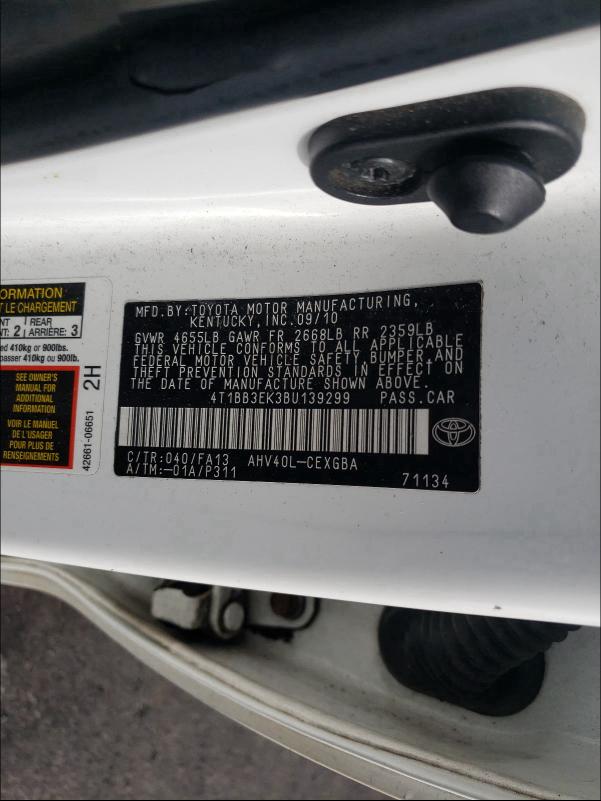 ORMATION
T LE CHARGEMENT
NT 2 REAR ARRIÈRE: 3
ed 410kg or 900lbs.
passer 410kg ou 900lb.
SEE OWNER'S
MANUAL FOR
ADDITIONAL
INFORMATION
VOIR LE MANUEL
DE L'USAGER
POUR PLUS DE
RENSEIGNEMENTS
2H
42661-06651
MFD.BY:TOYOTA MOTOR MANUFACTURING,
KENTUCKY, INC.09/10
GVWR 4655LB GAWR FR 2668LB RR 2359LB
THIS VEHICLE CONFORMS TO ALL APPLICABLE
FEDERAL MOTOR VEHICLE SAFETY,BUMPER,AND
THEFT PREVENTION STANDARDS IN EFFECT ON
THE DATE OF MANUFACTURE SHOWN ABOVE.
4T1BB3EK3BU139299 PASS.CAR
C/TR:040/FA13 AHV40L-CEXGBA
A/TM:-01A/P311 71134